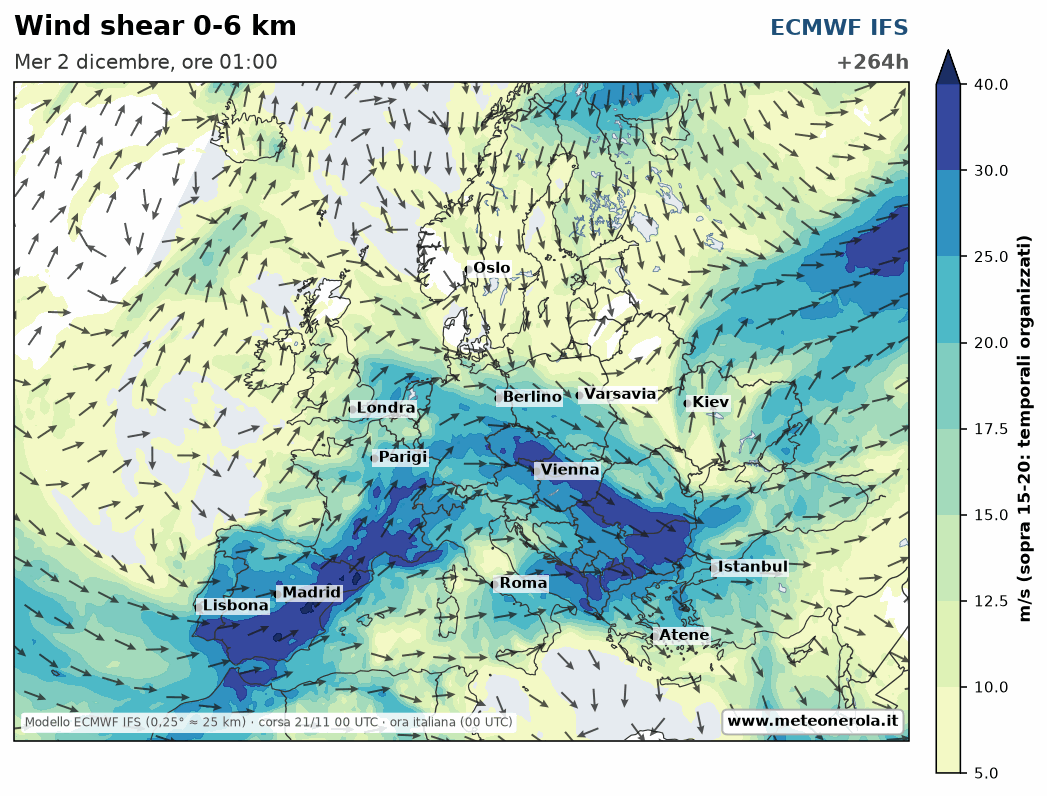 Wind shear 0-6 km
ECMWF IFS
Mer 2 dicembre, ore 01:00
+264h
40.0
30.0
25.0
20.0
17.5
15.0
12.5
10.0
5.0
m/s (sopra 15-20: temporali organizzati)
Oslo
Londra
Berlino
Varsavia
Kiev
Parigi
Vienna
Istanbul
Roma
Madrid
Lisbona
Atene
Modello ECMWF IFS (0,25° ≈ 25 km) · corsa 21/11 00 UTC · ora italiana (00 UTC)
www.meteonerola.it